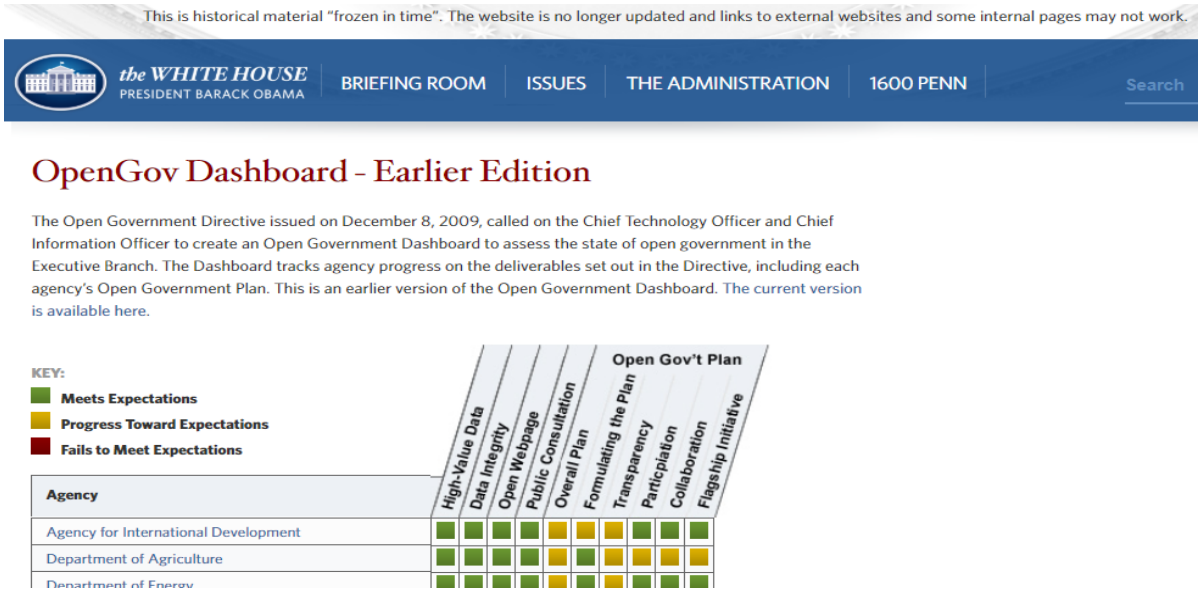 This is historical material “frozen in time”. The website is no longer updated and links to external websites and some internal pages may not work.
the WHITE HOUSE
PRESIDENT BARACK OBAMA
BRIEFING ROOM
ISSUES
THE ADMINISTRATION
1600 PENN
Search
OpenGov Dashboard - Earlier Edition
The Open Government Directive issued on December 8, 2009, called on the Chief Technology Officer and Chief
Information Officer to create an Open Government Dashboard to assess the state of open government in the
Executive Branch. The Dashboard tracks agency progress on the deliverables set out in the Directive, including each
agency’s Open Government Plan. This is an earlier version of the Open Government Dashboard. The current version
is available here.
KEY:
Meets Expectations
Progress Toward Expectations
Fails to Meet Expectations
Open Gov't Plan
High-Value Data
Data Integrity
Open Webpage
Public Consultation
Overall Plan
Formulating the Plan
Transparency
Particpiation
Collaboration
Flagship Initiative
Agency
Agency for International Development
Department of Agriculture
Department of Energy